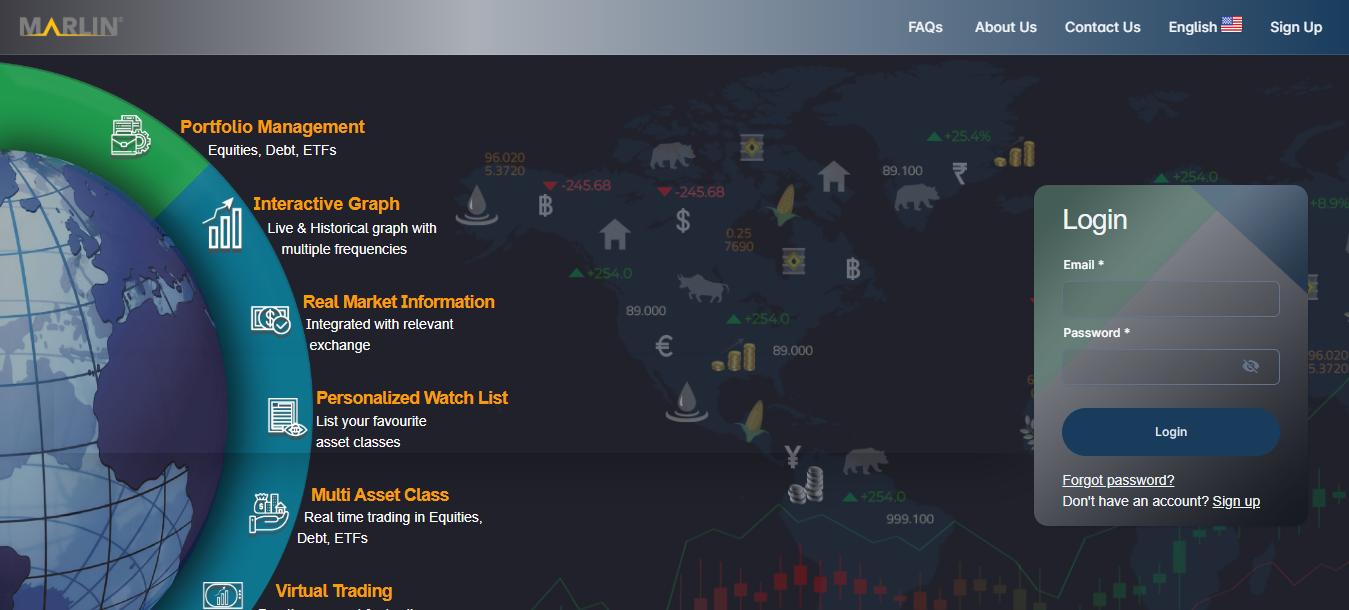 MARLIN
FAQs
About Us
Contact Us
English
Sign Up
Portfolio Management
Equities, Debt, ETFs
Interactive Graph
Live & Historical graph with
multiple frequencies
Real Market Information
Integrated with relevant
exchange
Personalized Watch List
List your favourite
asset classes
Multi Asset Class
Real time trading in Equities,
Debt, ETFs
Virtual Trading
96.020
5.3720
-245.68
-245.68
+25.4%
89.100
+254.0
+8.9%
0.25
7690
+254.0
89.000
+254.0
89.000
96.020
5.3720
+254.0
999.100
Login
Email *
Password *
Login
Forgot password?
Don't have an account? Sign up